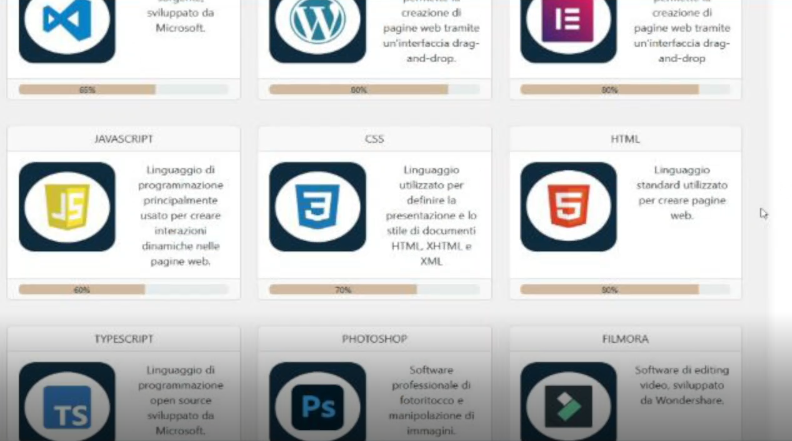 sviluppato da
Microsoft.
65%
creazione di
pagine web tramite
un'interfaccia drag-
and-drop.
80%
creazione di
pagine web tramite
un'interfaccia drag-
and-drop
80%
JAVASCRIPT
JS
Linguaggio di
programmazione
principalmente
usato per creare
interazioni
dinamiche nelle
pagine web.
60%
CSS
3
Linguaggio
utilizzato per
definire la
presentazione e lo
stile di documenti
HTML, XHTML e
XML
70%
HTML
5
Linguaggio
standard utilizzato
per creare pagine
web.
80%
TYPESCRIPT
TS
Linguaggio di
programmazione
open source
sviluppato da
Microsoft.
PHOTOSHOP
Ps
Software
professionale di
fotoritocco e
manipolazione di
immagini.
FILMORA
Software di editing
video, sviluppato
da Wondershare.